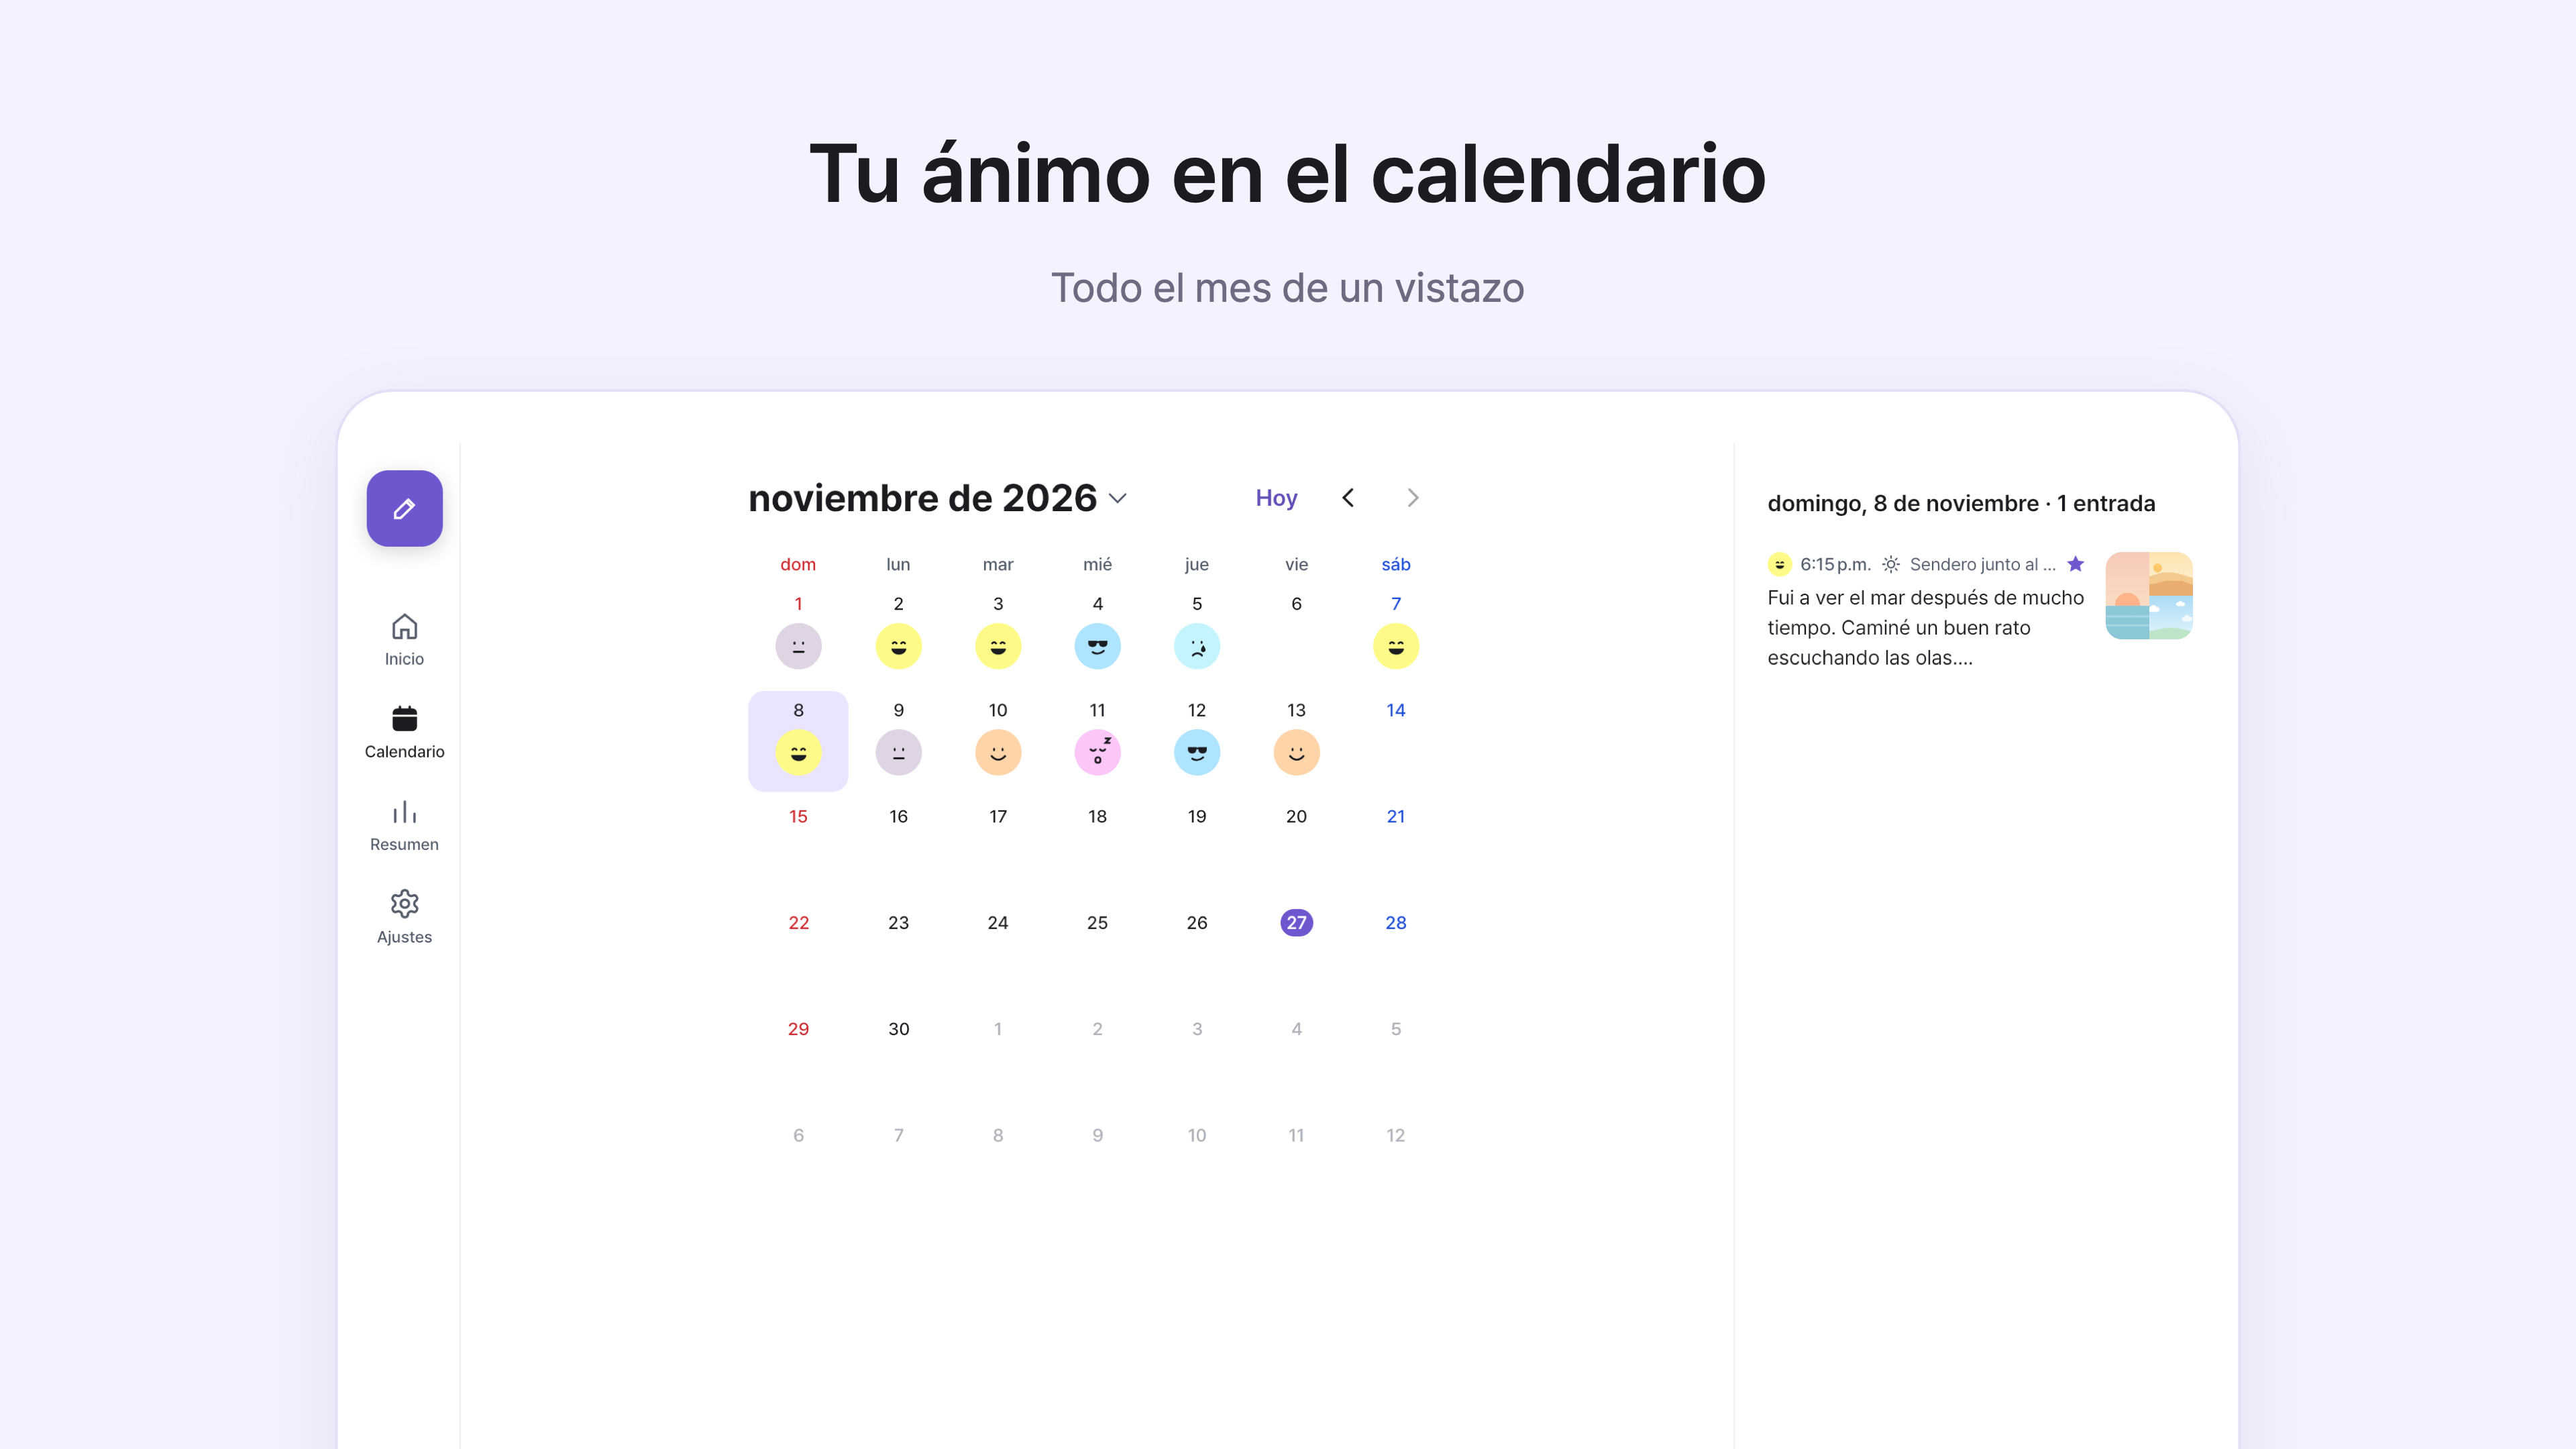 Tu ánimo en el calendario
Todo el mes de un vistazo
Inicio
Calendario
Resumen
Ajustes
noviembre de 2026
Hoy
dom lun mar mié jue vie sáb
1 2 3 4 5 6 7
8 9 10 11 12 13 14
15 16 17 18 19 20 21
22 23 24 25 26 27 28
29 30 1 2 3 4 5
6 7 8 9 10 11 12
domingo, 8 de noviembre · 1 entrada
6:15 p.m. Sendero junto al ...
Fui a ver el mar después de mucho
tiempo. Caminé un buen rato
escuchando las olas....